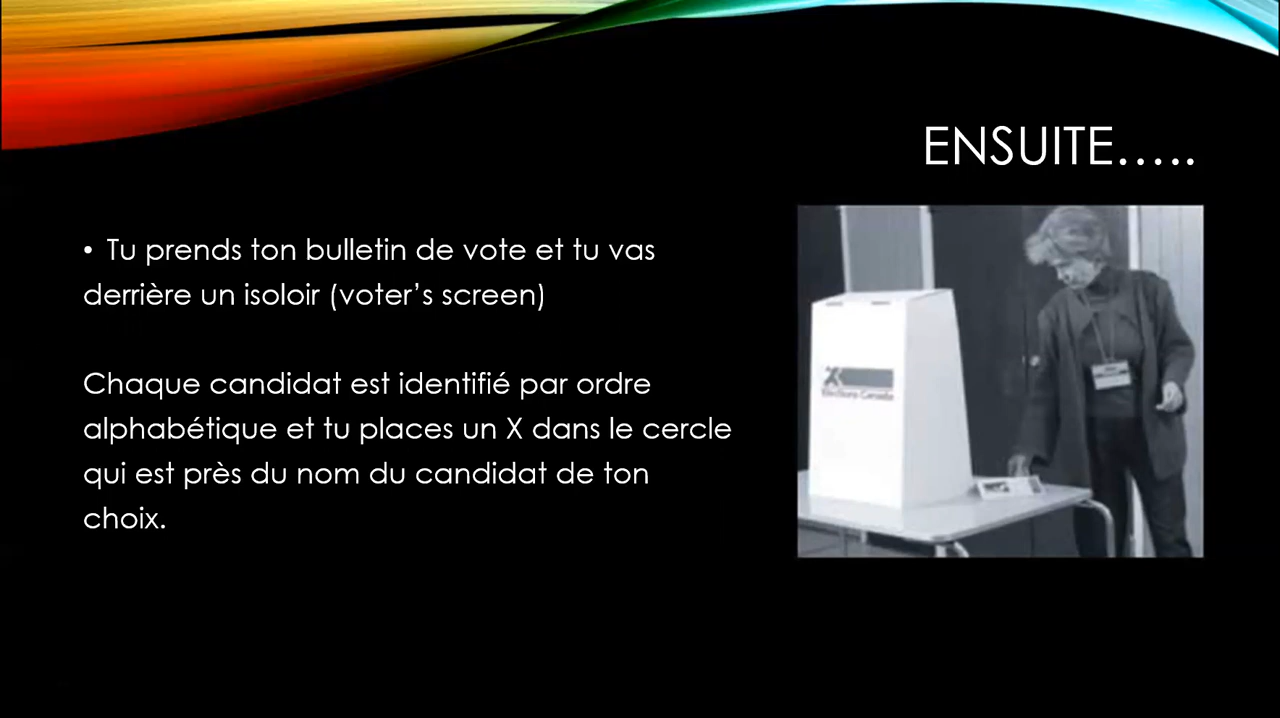 ENSUITE.....
• Tu prends ton bulletin de vote et tu vas
derrière un isoloir (voter's screen)
Chaque candidat est identifié par ordre
alphabétique et tu places un X dans le cercle
qui est près du nom du candidat de ton
choix.
Elections Canada